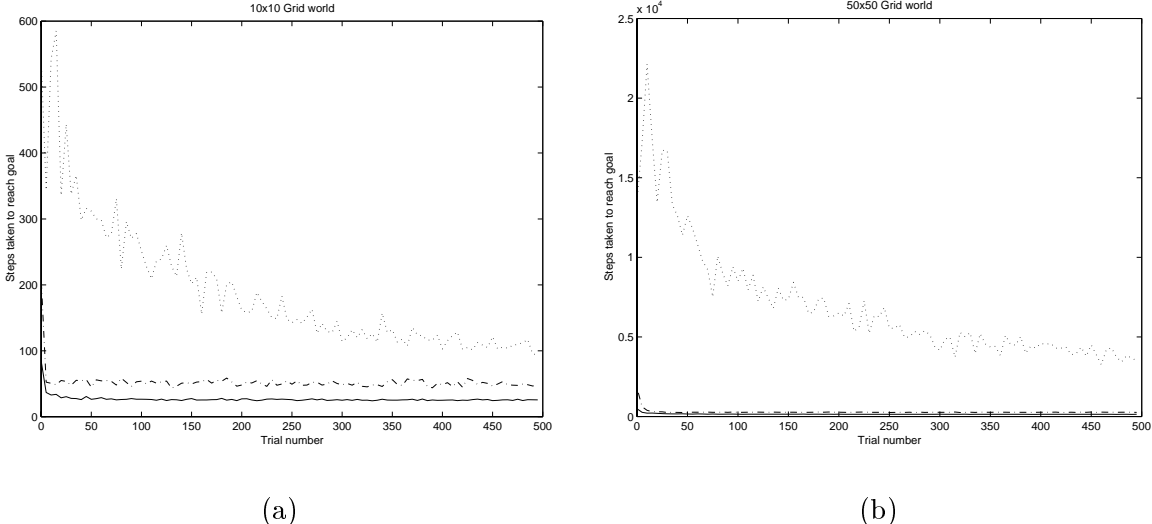 10x10 Grid world
600
500
400
300
200
100
0
Steps taken to reach goal
0 50 100 150 200 250 300 350 400 450 500
Trial number
(a)
50x50 Grid world
x 10^4
2.5
2
1.5
1
0.5
0
Steps taken to reach goal
0 50 100 150 200 250 300 350 400 450 500
Trial number
(b)